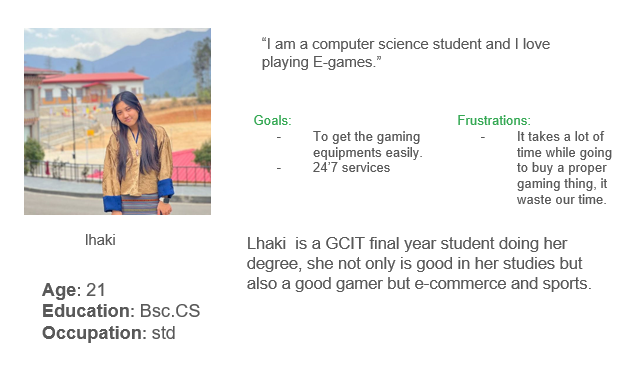 “I am a computer science student and I love
playing E-games.”
Goals:
- To get the gaming
equipments easily.
- 24’7 services
Frustrations:
- It takes a lot of
time while going
to buy a proper
gaming thing, it
waste our time.
lhaki
Age: 21
Education: Bsc.CS
Occupation: std
Lhaki  is a GCIT final year student doing her
degree, she not only is good in her studies but
also a good gamer but e-commerce and sports.